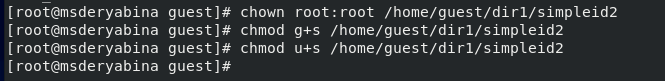 [root@msderyabina guest]# chown root:root /home/guest/dir1/simpleid2
[root@msderyabina guest]# chmod g+s /home/guest/dir1/simpleid2
[root@msderyabina guest]# chmod u+s /home/guest/dir1/simpleid2
[root@msderyabina guest]#